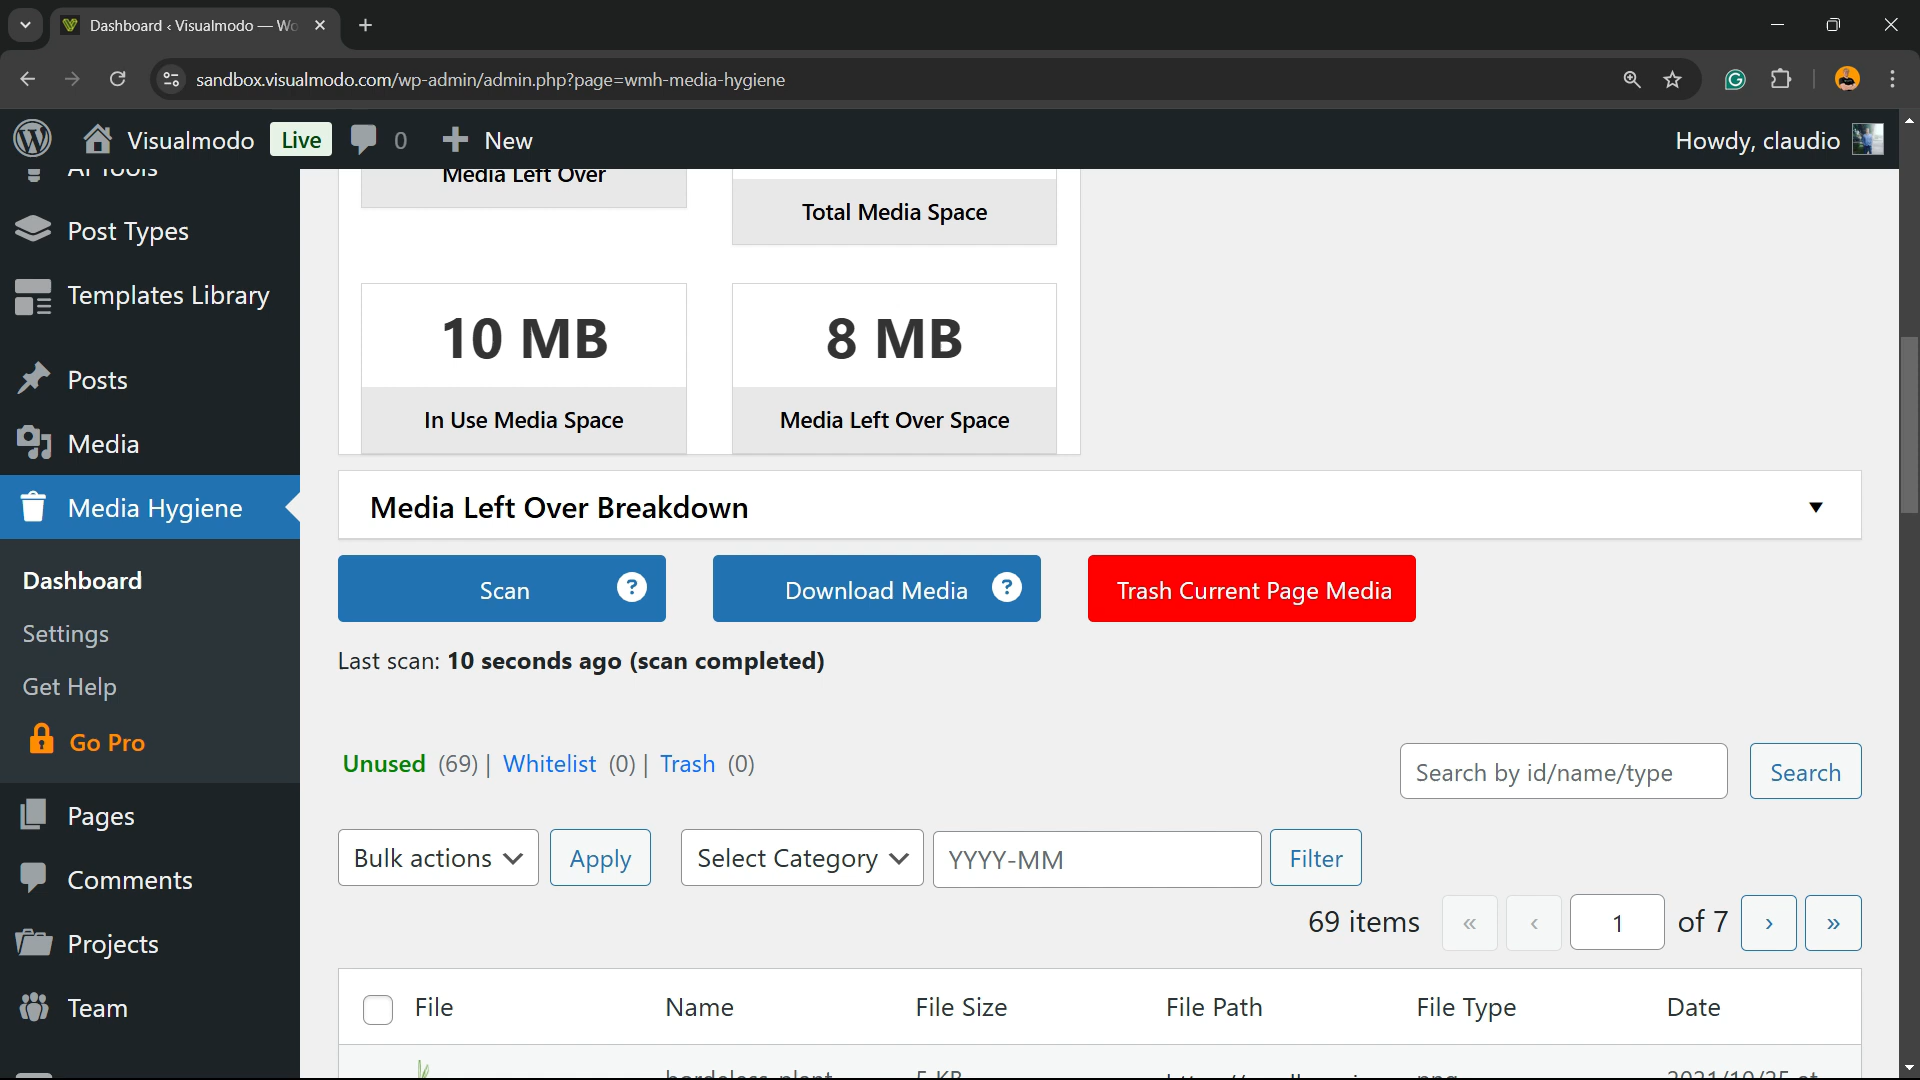 Dashboard ‹ Visualmodo — Wo
sandbox.visualmodo.com/wp-admin/admin.php?page=wmh-media-hygiene
Visualmodo Live 0 New
Howdy, claudio
AI Tools
Post Types
Templates Library
Posts
Media
Media Hygiene
Dashboard
Settings
Get Help
Go Pro
Pages
Comments
Projects
Team
Media Left Over
Total Media Space
10 MB
In Use Media Space
8 MB
Media Left Over Space
Media Left Over Breakdown
Scan ?
Download Media ?
Trash Current Page Media
Last scan: 10 seconds ago (scan completed)
Unused (69) | Whitelist (0) | Trash (0)
Search by id/name/type
Search
Bulk actions
Apply
Select Category
YYYY-MM
Filter
69 items « ‹ 1 of 7 › »
File Name File Size File Path File Type Date